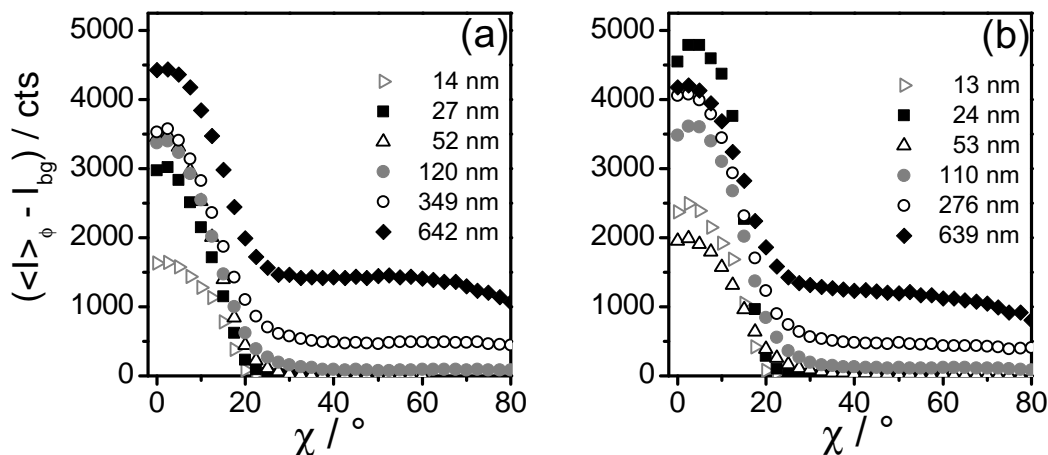 (a)
(<I>ϕ - Ibg) / cts
5000
4000
3000
2000
1000
0
14 nm
27 nm
52 nm
120 nm
349 nm
642 nm
0 20 40 60 80
χ / °
(b)
5000
4000
3000
2000
1000
0
13 nm
24 nm
53 nm
110 nm
276 nm
639 nm
0 20 40 60 80
χ / °